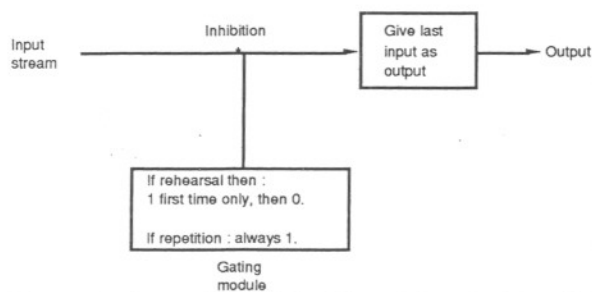 Inhibition
Input
stream
Give last
input as
output
Output
If rehearsal then :
1 first time only, then 0.
If repetition : always 1.
Gating
module